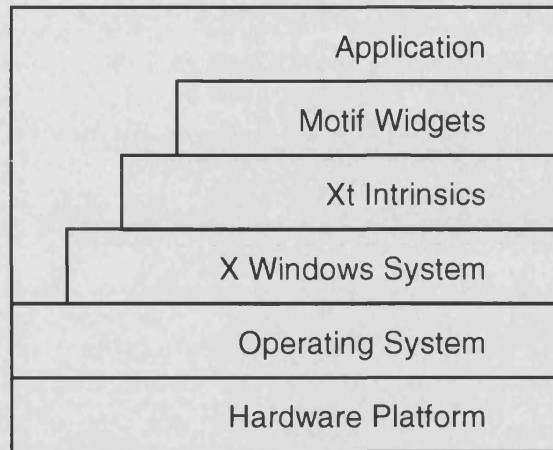 Application
Motif Widgets
Xt Intrinsics
X Windows System
Operating System
Hardware Platform